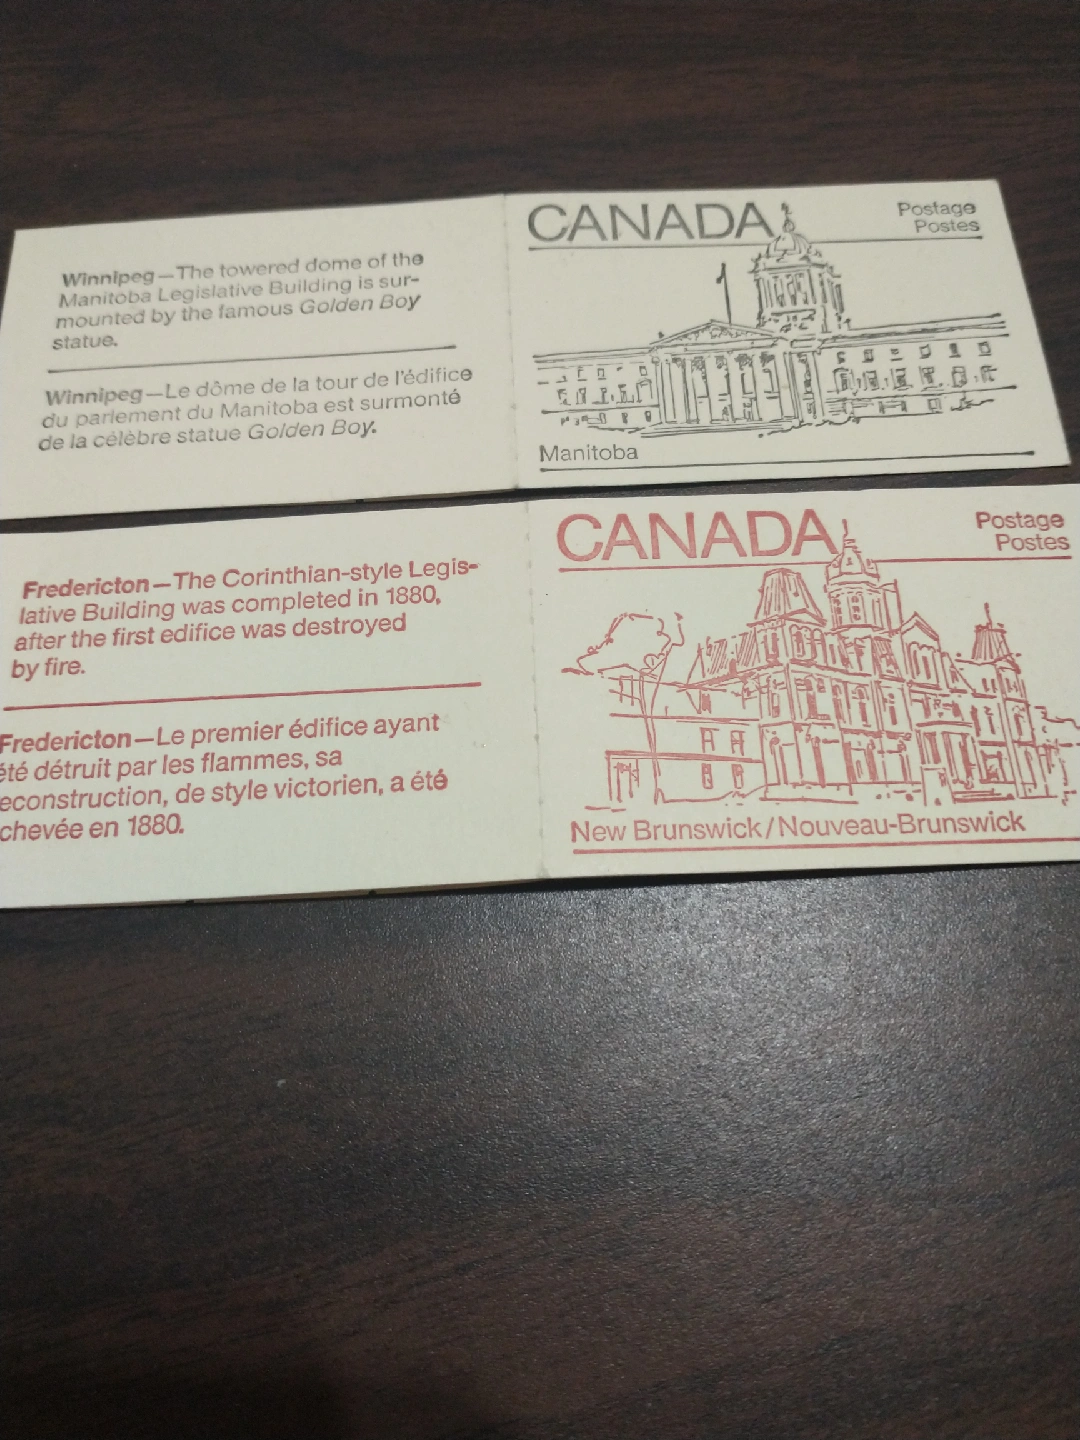 Winnipeg—The towered dome of the
Manitoba Legislative Building is sur-
mounted by the famous Golden Boy
statue.
Winnipeg—Le dôme de la tour de l'édifice
du parlement du Manitoba est surmonté
de la célèbre statue Golden Boy.
CANADA
Postage
Postes
Manitoba
Fredericton—The Corinthian-style Legis-
lative Building was completed in 1880,
after the first edifice was destroyed
by fire.
Fredericton—Le premier édifice ayant
été détruit par les flammes, sa
econstruction, de style victorien, a été
chevée en 1880.
CANADA
Postage
Postes
New Brunswick/Nouveau-Brunswick